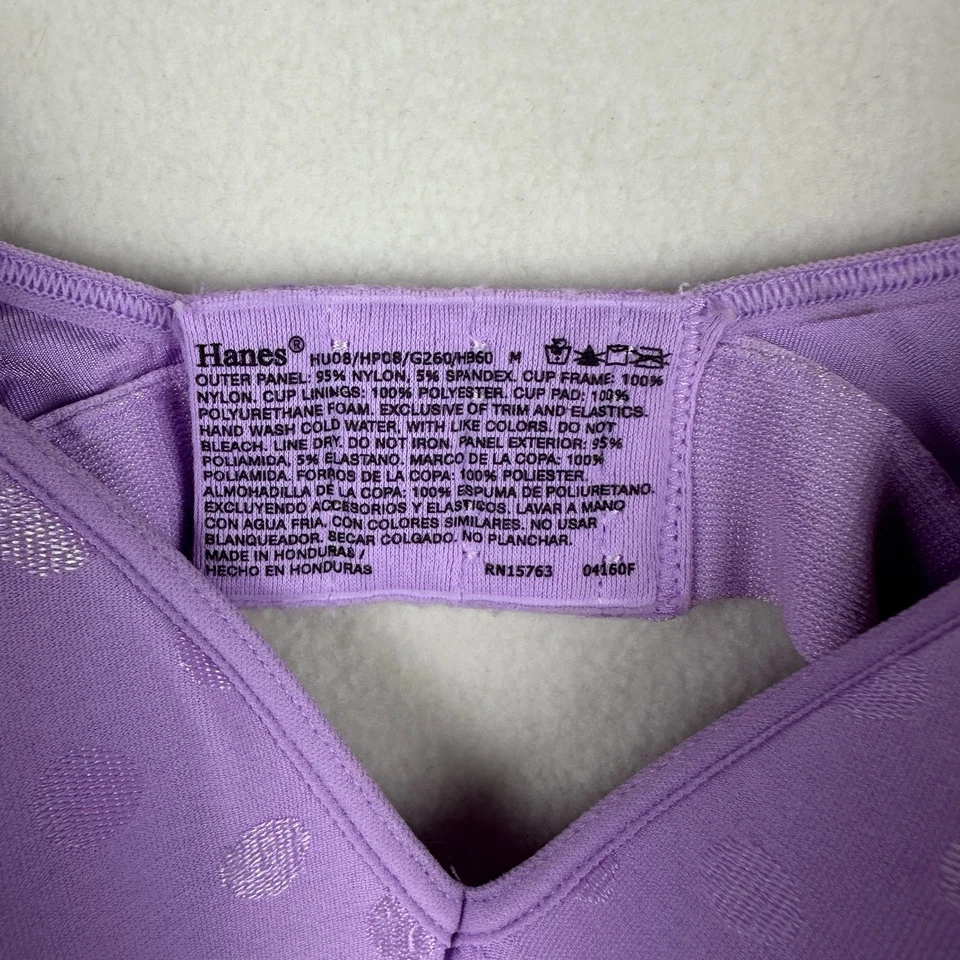 Hanes® HU08/HP08/G260/HB60 M
OUTER PANEL: 95% NYLON, 5% SPANDEX. CUP FRAME: 100%
NYLON. CUP LININGS: 100% POLYESTER. CUP PAD: 100%
POLYURETHANE FOAM. EXCLUSIVE OF TRIM AND ELASTICS.
HAND WASH COLD WATER, WITH LIKE COLORS. DO NOT
BLEACH. LINE DRY. DO NOT IRON. PANEL EXTERIOR: 95%
POLIAMIDA, 5% ELASTANO. MARCO DE LA COPA: 100%
POLIAMIDA. FORROS DE LA COPA: 100% POLIESTER.
ALMOHADILLA DE LA COPA: 100% ESPUMA DE POLIURETANO.
EXCLUYENDO ACCESORIOS Y ELASTICOS. LAVAR A MANO
CON AGUA FRIA, CON COLORES SIMILARES. NO USAR
BLANQUEADOR. SECAR COLGADO. NO PLANCHAR.
MADE IN HONDURAS/
HECHO EN HONDURAS RN15763 04160F